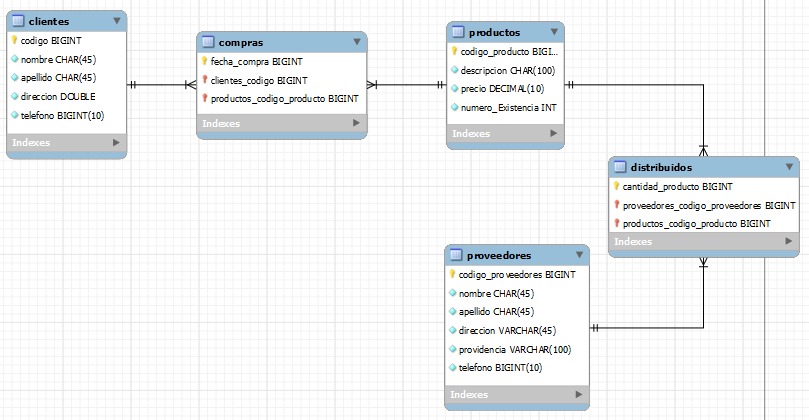 clientes
codigo BIGINT
nombre CHAR(45)
apellido CHAR(45)
direccion DOUBLE
telefono BIGINT(10)
Indexes
compras
fecha_compra BIGINT
clientes_codigo BIGINT
productos_codigo_producto BIGINT
Indexes
productos
codigo_producto BIGI...
descripcion CHAR(100)
precio DECIMAL(10)
numero_Existencia INT
Indexes
distribuidos
cantidad_producto BIGINT
proveedores_codigo_proveedores BIGINT
productos_codigo_producto BIGINT
Indexes
proveedores
codigo_proveedores BIGINT
nombre CHAR(45)
apellido CHAR(45)
direccion VARCHAR(45)
providencia VARCHAR(100)
telefono BIGINT(10)
Indexes